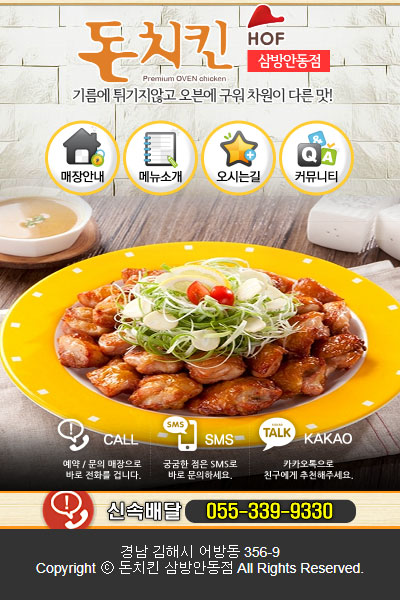 돈치킨
HOF
삼방안동점
Premium OVEN chicken
기름에 튀기지않고 오븐에 구워 차원이 다른 맛!
매장안내
메뉴소개
오시는길
Q
A
커뮤니티
CALL
예약 / 문의 매장으로
바로 전화를 겁니다.
SMS
SMS
궁굼한 점은 SMS로
바로 문의하세요.
TALK
KAKAO
카카오톡으로
친구에게 추천해주세요.
신속배달
055-339-9330
경남 김해시 어방동 356-9
Copyright ⓒ 돈치킨 삼방안동점 All Rights Reserved.